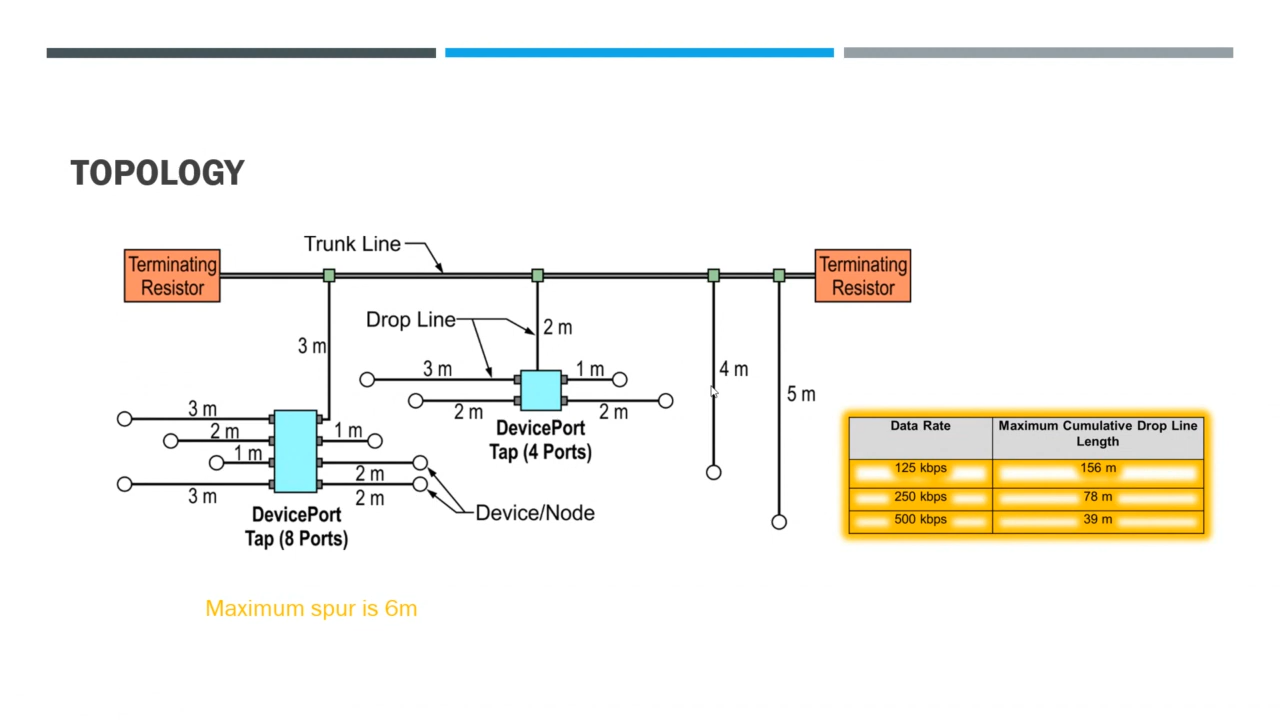 TOPOLOGY
Trunk Line
Terminating
Resistor
Terminating
Resistor
Drop Line
2 m
3 m
3 m
1 m
4 m
2 m
2 m
5 m
DevicePort
Tap (4 Ports)
3 m
2 m
1 m
1 m
2 m
3 m
2 m
DevicePort
Tap (8 Ports)
Device/Node
Data Rate
Maximum Cumulative Drop Line
Length
125 kbps
156 m
250 kbps
78 m
500 kbps
39 m
Maximum spur is 6m